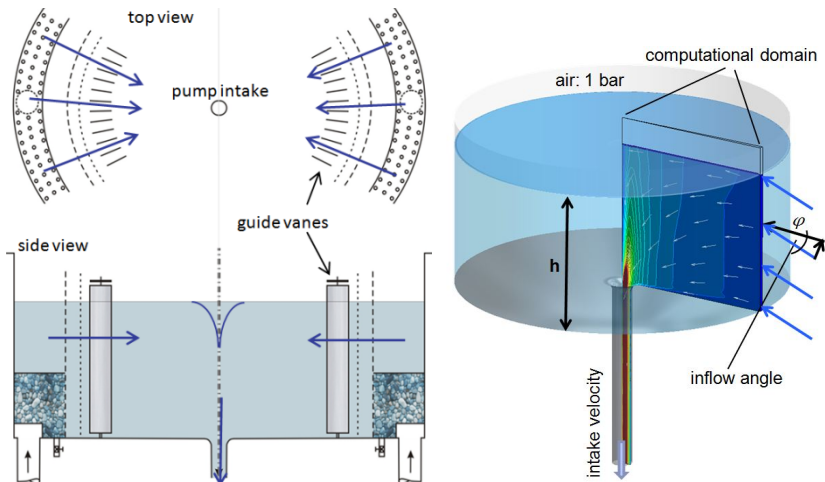 top view
pump intake
guide vanes
side view
computational domain
air: 1 bar
h
φ
inflow angle
intake velocity